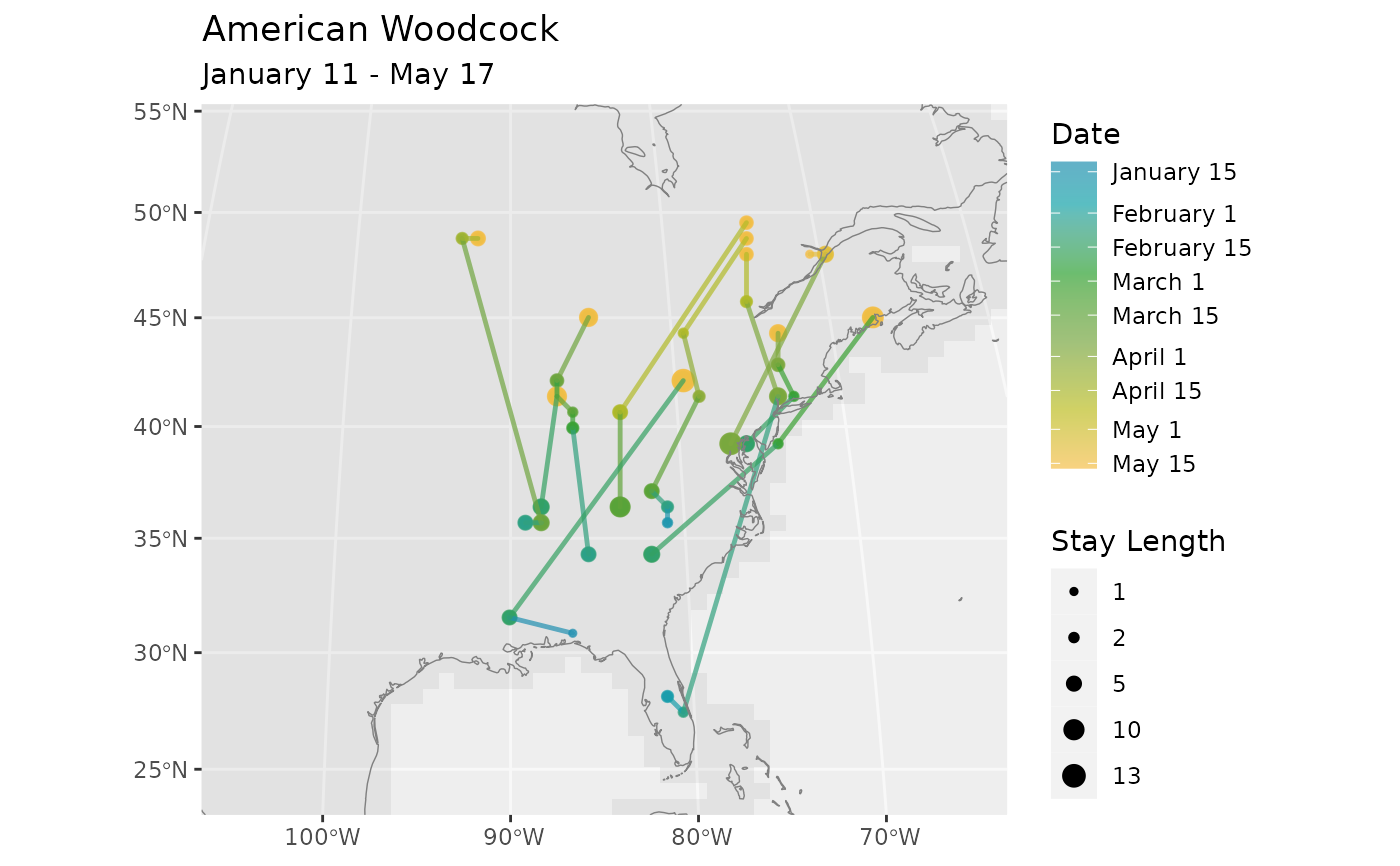 American Woodcock
January 11 - May 17
55°N
50°N
45°N
40°N
35°N
30°N
25°N
100°W
90°W
80°W
70°W
Date
January 15
February 1
February 15
March 1
March 15
April 1
April 15
May 1
May 15
Stay Length
1
2
5
10
13